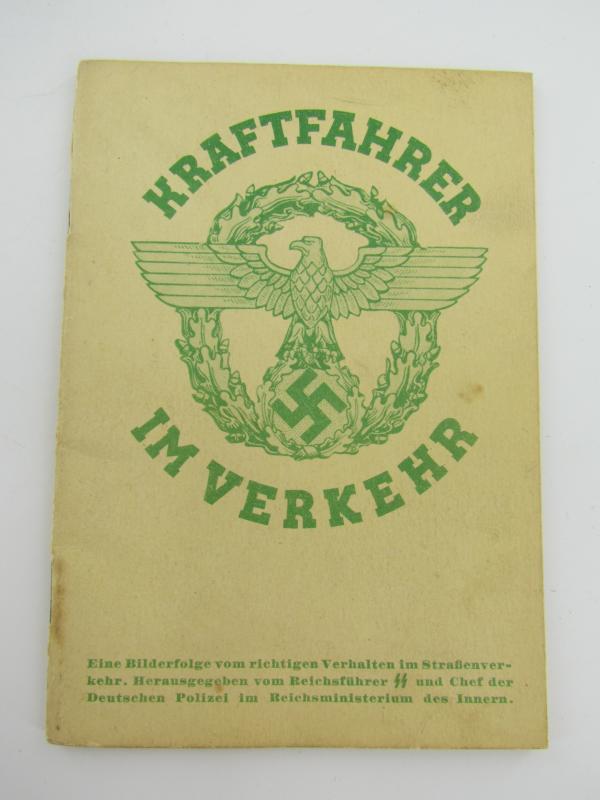 KRAFTFAHRER
IM VERKEHR
Eine Bilderfolge vom richtigen Verhalten im Straßenver-
kehr. Herausgegeben vom Reichsführer ᛋᛋ und Chef der
Deutschen Polizei im Reichsministerium des Innern.